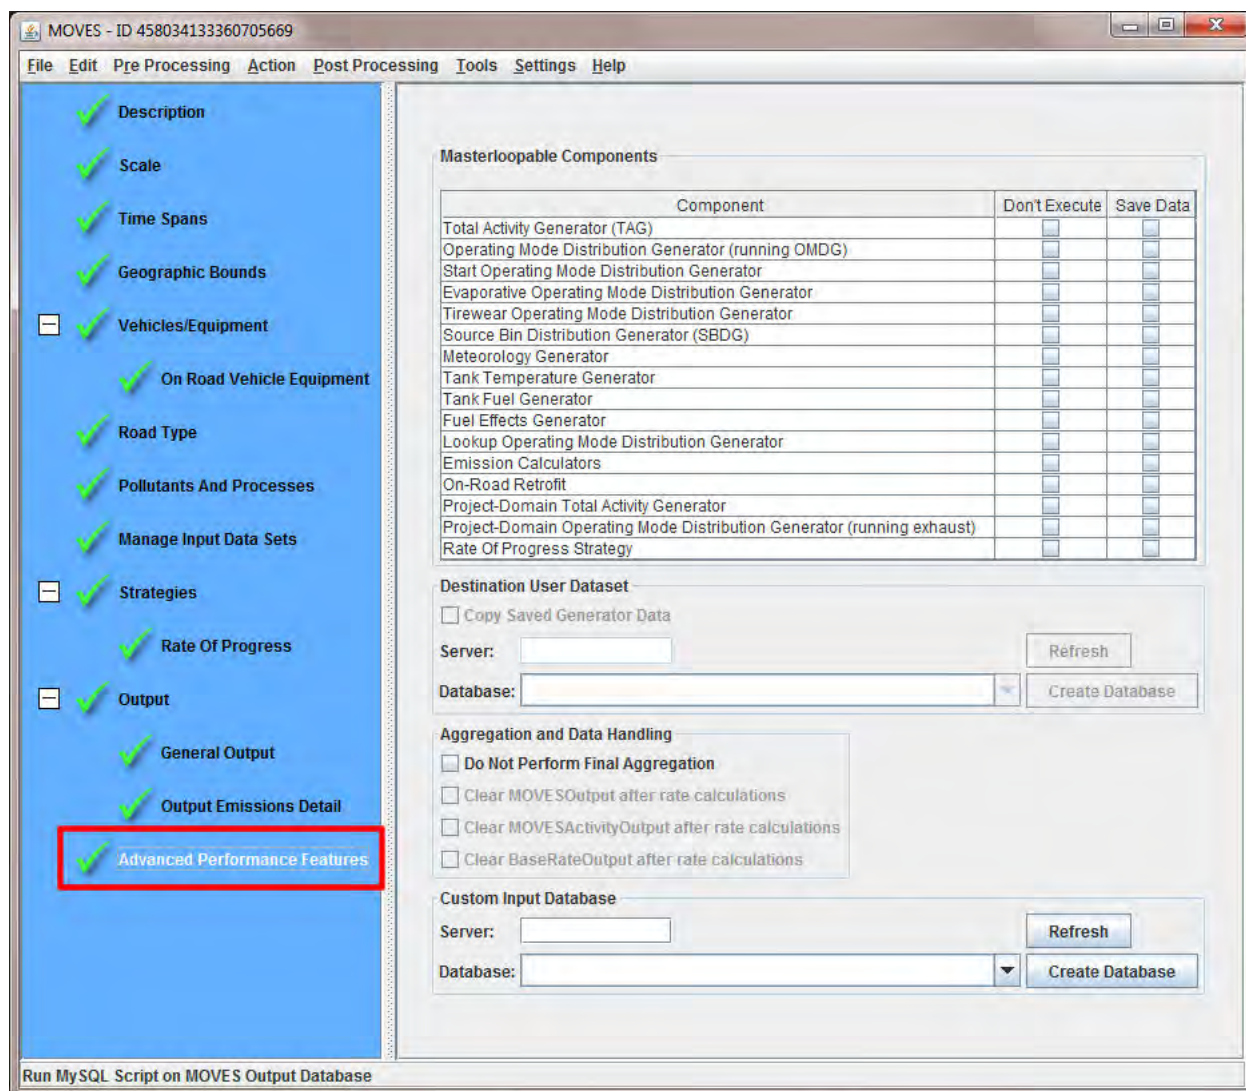 MOVES - ID 458034133360705669
File Edit Pre Processing Action Post Processing Tools Settings Help
Description
Scale
Time Spans
Geographic Bounds
Vehicles/Equipment
On Road Vehicle Equipment
Road Type
Pollutants And Processes
Manage Input Data Sets
Strategies
Rate Of Progress
Output
General Output
Output Emissions Detail
Advanced Performance Features
Masterloopable Components
Component Don't Execute Save Data
Total Activity Generator (TAG)
Operating Mode Distribution Generator (running OMDG)
Start Operating Mode Distribution Generator
Evaporative Operating Mode Distribution Generator
Tirewear Operating Mode Distribution Generator
Source Bin Distribution Generator (SBDG)
Meteorology Generator
Tank Temperature Generator
Tank Fuel Generator
Fuel Effects Generator
Lookup Operating Mode Distribution Generator
Emission Calculators
On-Road Retrofit
Project-Domain Total Activity Generator
Project-Domain Operating Mode Distribution Generator (running exhaust)
Rate Of Progress Strategy
Destination User Dataset
Copy Saved Generator Data
Server: Refresh
Database: Create Database
Aggregation and Data Handling
Do Not Perform Final Aggregation
Clear MOVESOutput after rate calculations
Clear MOVESActivityOutput after rate calculations
Clear BaseRateOutput after rate calculations
Custom Input Database
Server: Refresh
Database: Create Database
Run MySQL Script on MOVES Output Database